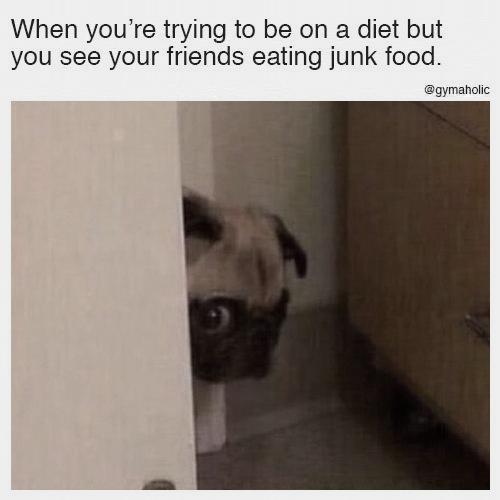 When you’re trying to be on a diet but
you see your friends eating junk food.
@gymaholic